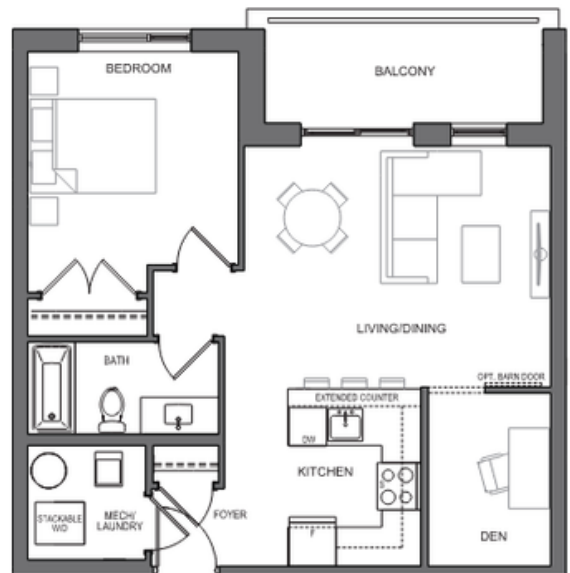 BEDROOM
BALCONY
LIVING/DINING
OPT. BARN DOOR
BATH
EXTENDED COUNTER
DW
KITCHEN
STACKABLE
W/D
MECH/
LAUNDRY
FOYER
F
DEN